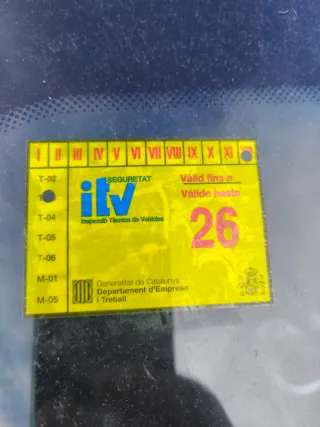 I II III IV V VI VII VIII IX X XI
T-02
SEGURETAT
itv
Inspecció Tècnica de Vehicles
Vàlid fins a
Válido hasta
26
T-04
T-05
T-06
M-01
M-05
Generalitat de Catalunya
Departament d'Empresa
i Treball